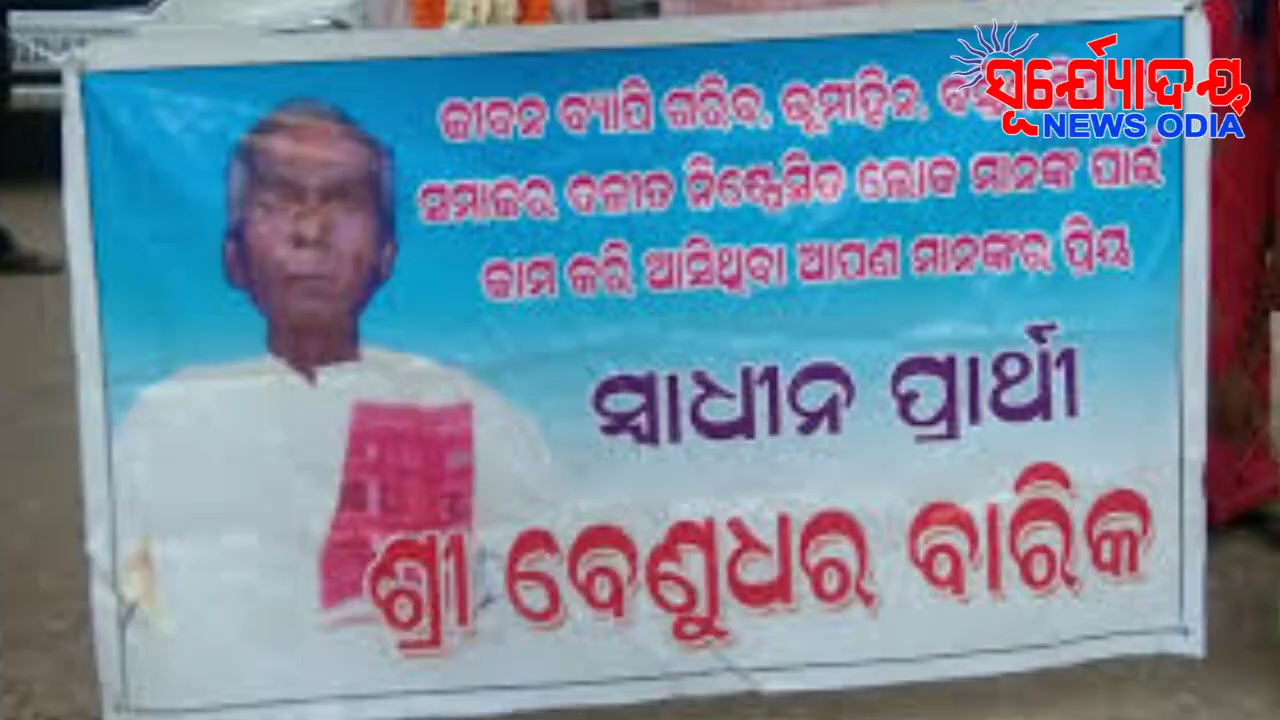 ଜୀବନ ବ୍ୟାପି ଗରିବ, ଭୂମୀହିନ,
ସମାଜର ଦଳୀତ ନିଷ୍ପେସିତ ଲୋକ ମାନଙ୍କ ପାଇଁ
କାମ କରି ଆସିଥିବା ଆପଣ ମାନଙ୍କର ପ୍ରିୟ
ସ୍ଵାଧୀନ ପ୍ରାର୍ଥୀ
ଶ୍ରୀ ବେଣୁଧର ବାରିକ
ସୂର୍ଯ୍ୟୋଦୟ
NEWS ODIA